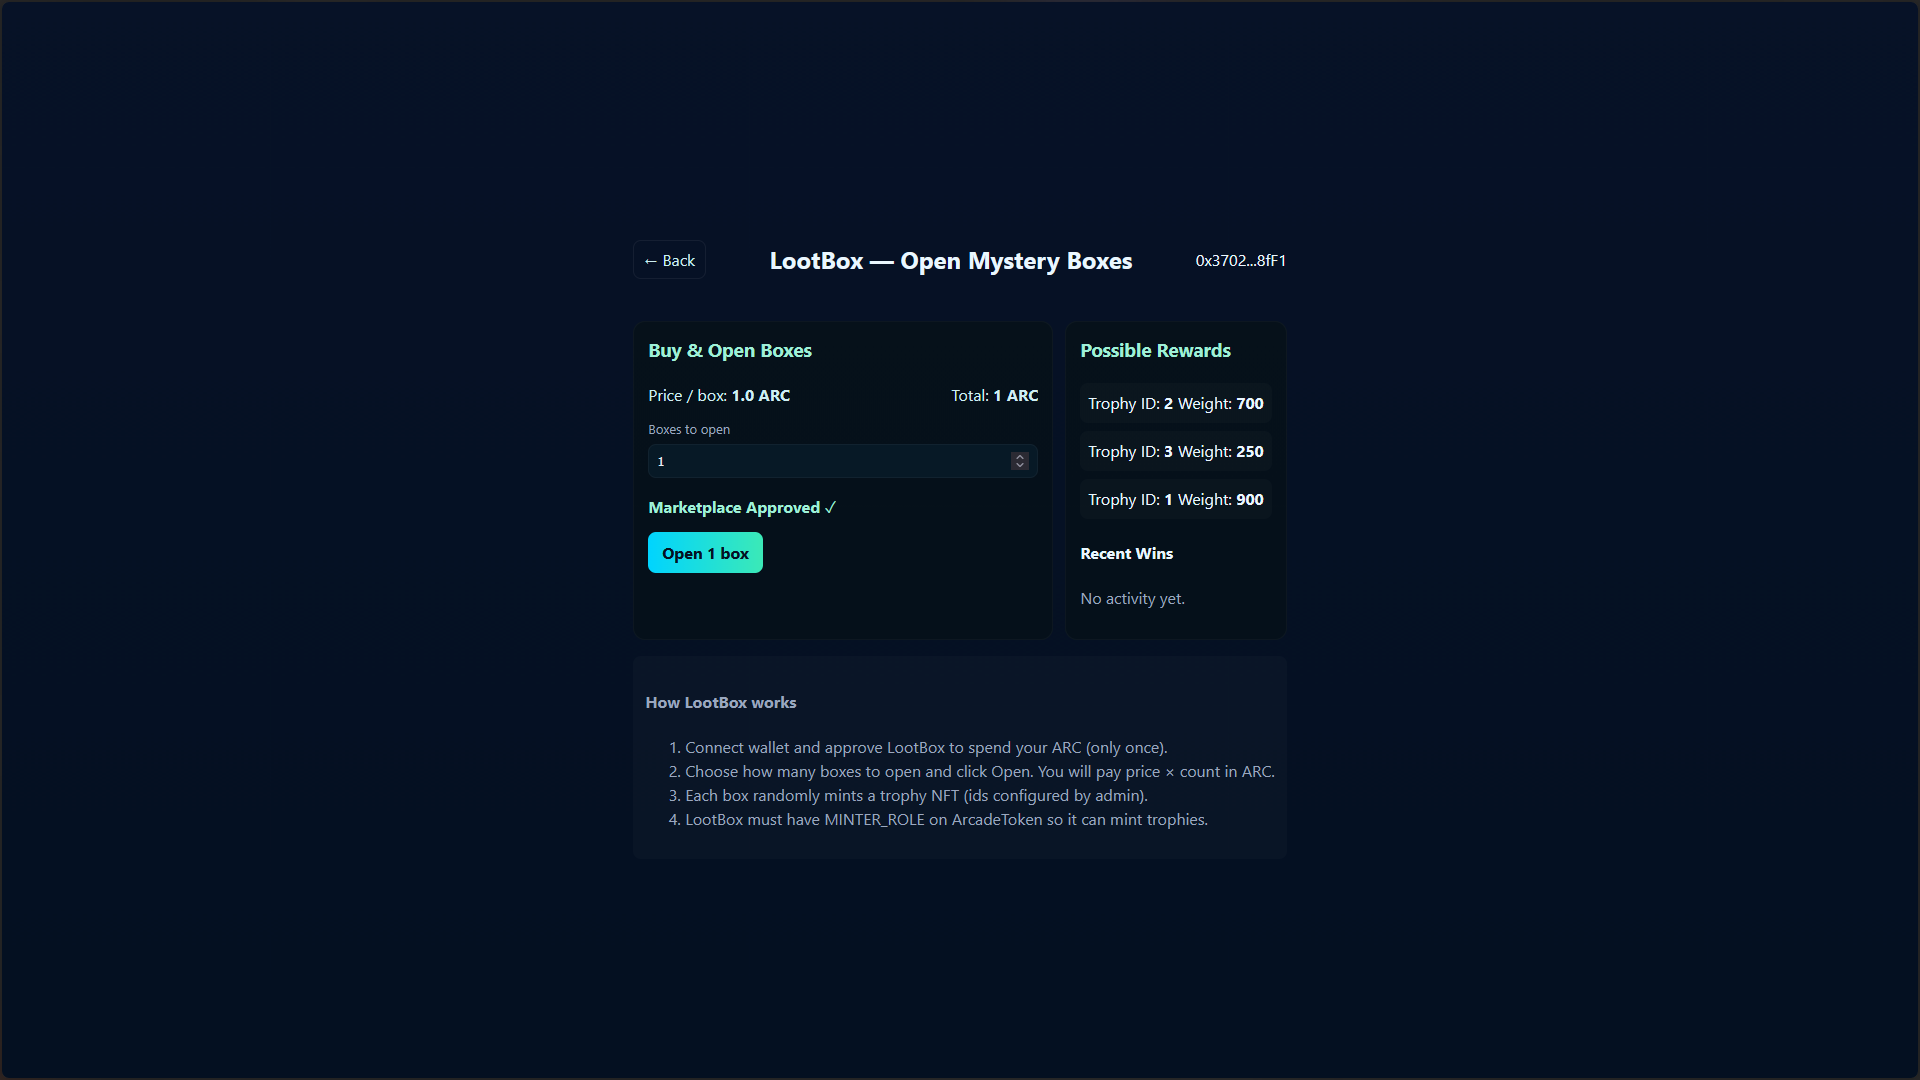 ← Back
LootBox — Open Mystery Boxes
0x3702...8fF1
Buy & Open Boxes
Price / box: 1.0 ARC
Total: 1 ARC
Boxes to open
1
Marketplace Approved ✓
Open 1 box
Possible Rewards
Trophy ID: 2 Weight: 700
Trophy ID: 3 Weight: 250
Trophy ID: 1 Weight: 900
Recent Wins
No activity yet.
How LootBox works
1. Connect wallet and approve LootBox to spend your ARC (only once).
2. Choose how many boxes to open and click Open. You will pay price × count in ARC.
3. Each box randomly mints a trophy NFT (ids configured by admin).
4. LootBox must have MINTER_ROLE on ArcadeToken so it can mint trophies.